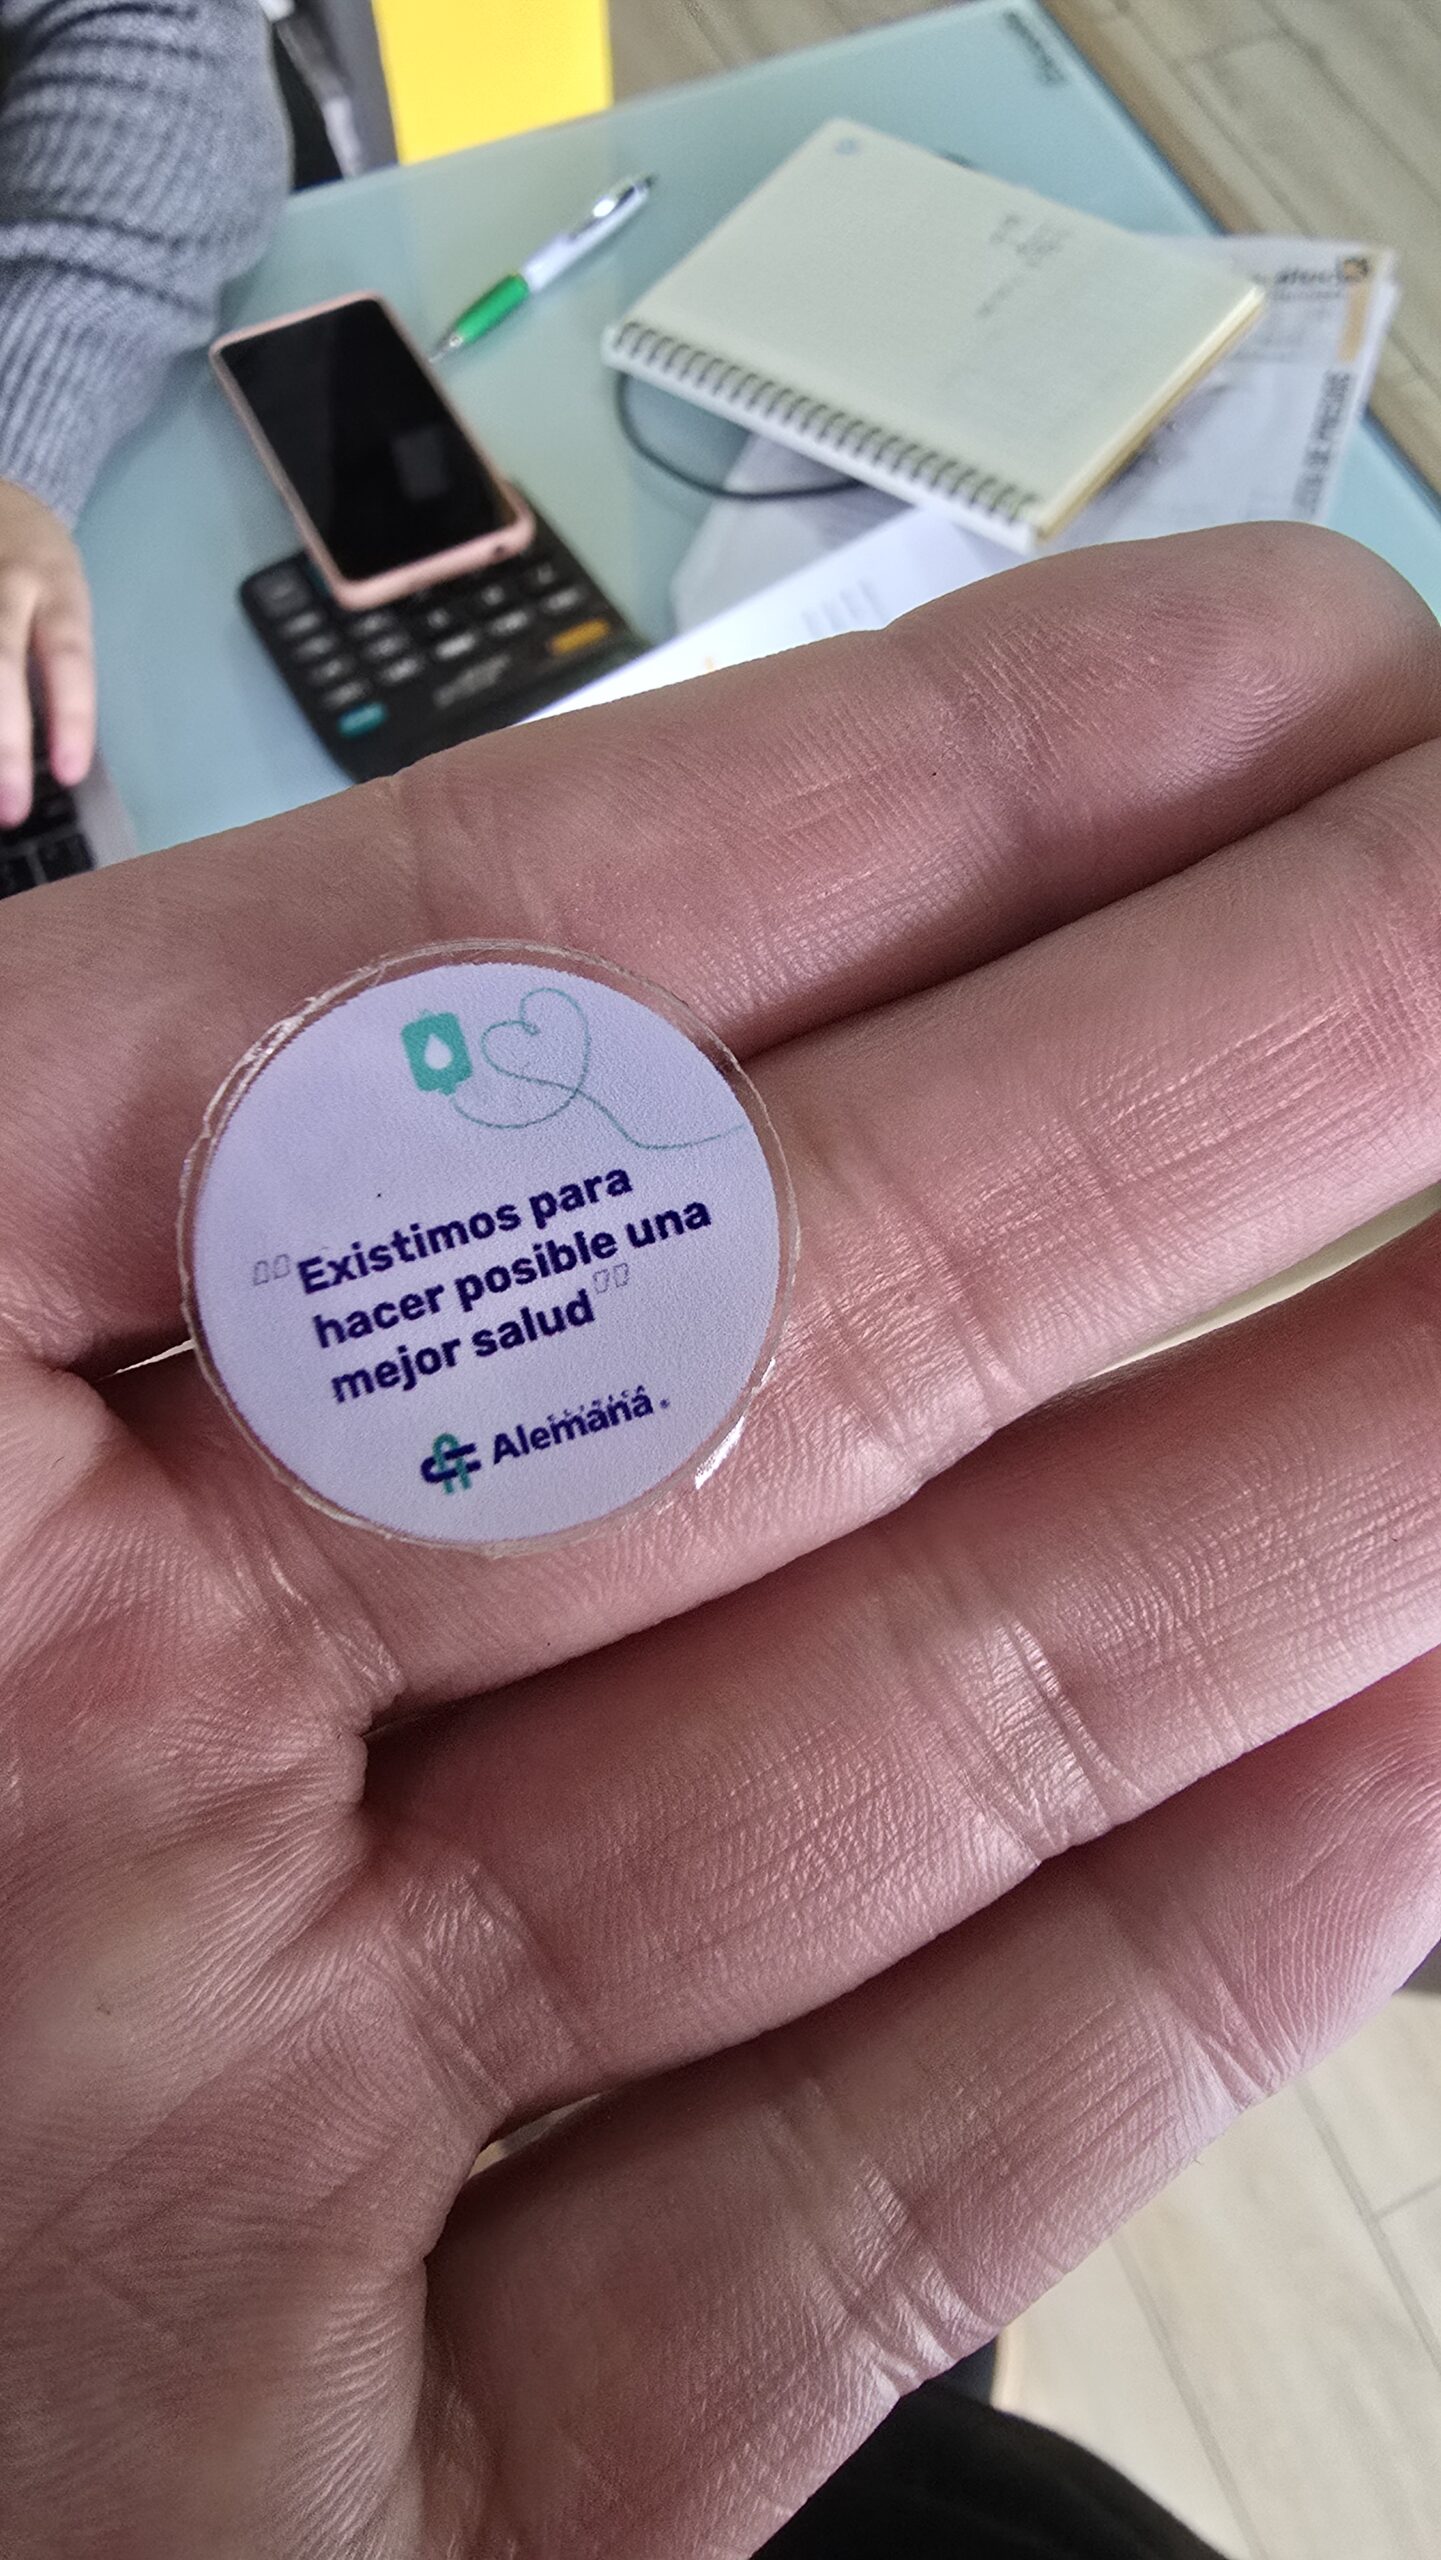 "Existimos para
hacer posible una
mejor salud"
Alemana